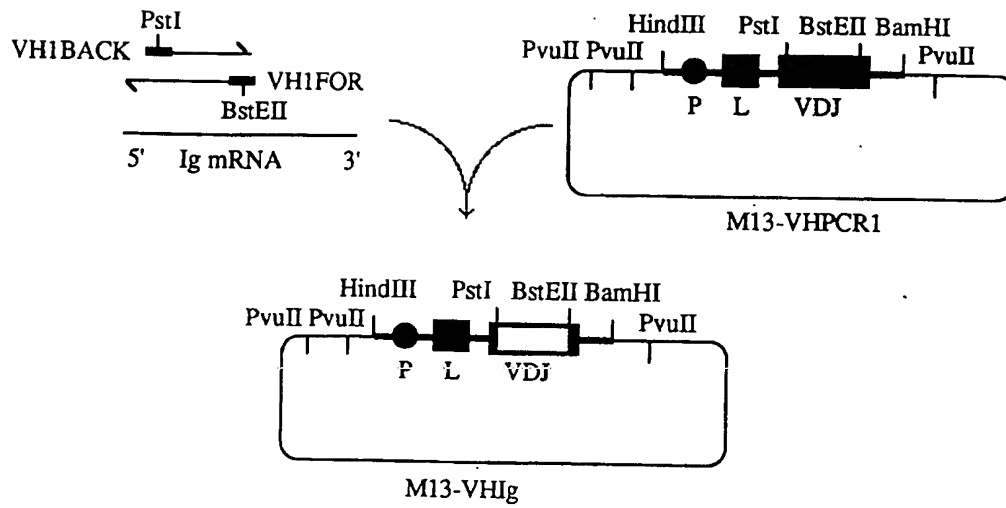 PstI
VH1BACK
VH1FOR
BstEII
5' Ig mRNA 3'
HindIII PstI BstEII BamHI
PvuII PvuII PvuII
P L VDJ
M13-VHPCR1
HindIII PstI BstEII BamHI
PvuII PvuII PvuII
P L VDJ
M13-VHIg